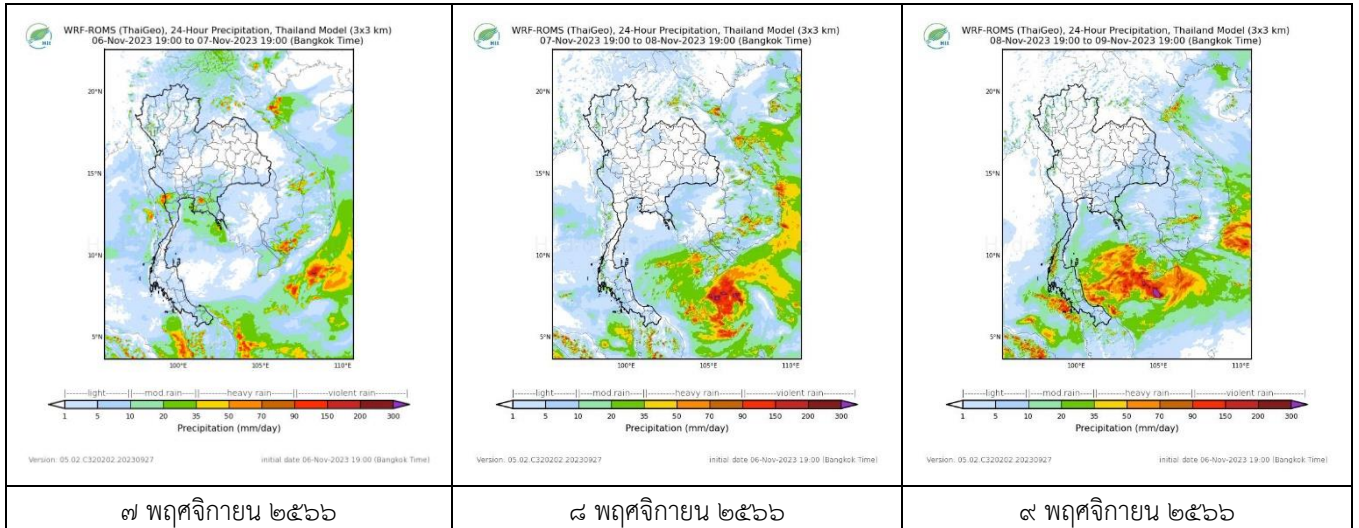 WRF-ROMS (ThaiGeo), 24-Hour Precipitation, Thailand Model (3x3 km)
06-Nov-2023 19:00 to 07-Nov-2023 19:00 (Bangkok Time)
20°N
15°N
10°N
5°N
100°E 105°E 110°E
light mod rain heavy rain violent rain
1 5 10 20 35 50 70 90 150 200 300
Precipitation (mm/day)
Version: 05.02.C320202.20230927 initial date 06-Nov-2023 19:00 (Bangkok Time)
๗ พฤศจิกายน ๒๕๖๖
WRF-ROMS (ThaiGeo), 24-Hour Precipitation, Thailand Model (3x3 km)
07-Nov-2023 19:00 to 08-Nov-2023 19:00 (Bangkok Time)
20°N
15°N
10°N
5°N
100°E 105°E 110°E
light mod rain heavy rain violent rain
1 5 10 20 35 50 70 90 150 200 300
Precipitation (mm/day)
Version: 05.02.C320202.20230927 initial date 06-Nov-2023 19:00 (Bangkok Time)
๘ พฤศจิกายน ๒๕๖๖
WRF-ROMS (ThaiGeo), 24-Hour Precipitation, Thailand Model (3x3 km)
08-Nov-2023 19:00 to 09-Nov-2023 19:00 (Bangkok Time)
20°N
15°N
10°N
5°N
100°E 105°E 110°E
light mod rain heavy rain violent rain
1 5 10 20 35 50 70 90 150 200 300
Precipitation (mm/day)
Version: 05.02.C320202.20230927 initial date 06-Nov-2023 19:00 (Bangkok Time)
๙ พฤศจิกายน ๒๕๖๖